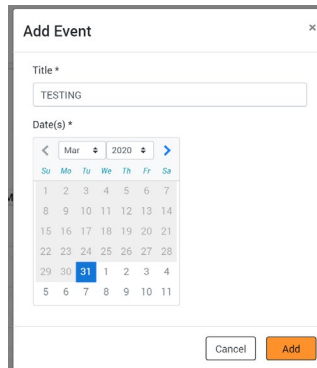 Add Event ×
Title *
TESTING
Date(s) *
Mar 2020
Su Mo Tu We Th Fr Sa
1 2 3 4 5 6 7
8 9 10 11 12 13 14
15 16 17 18 19 20 21
22 23 24 25 26 27 28
29 30 31 1 2 3 4
5 6 7 8 9 10 11
Cancel Add